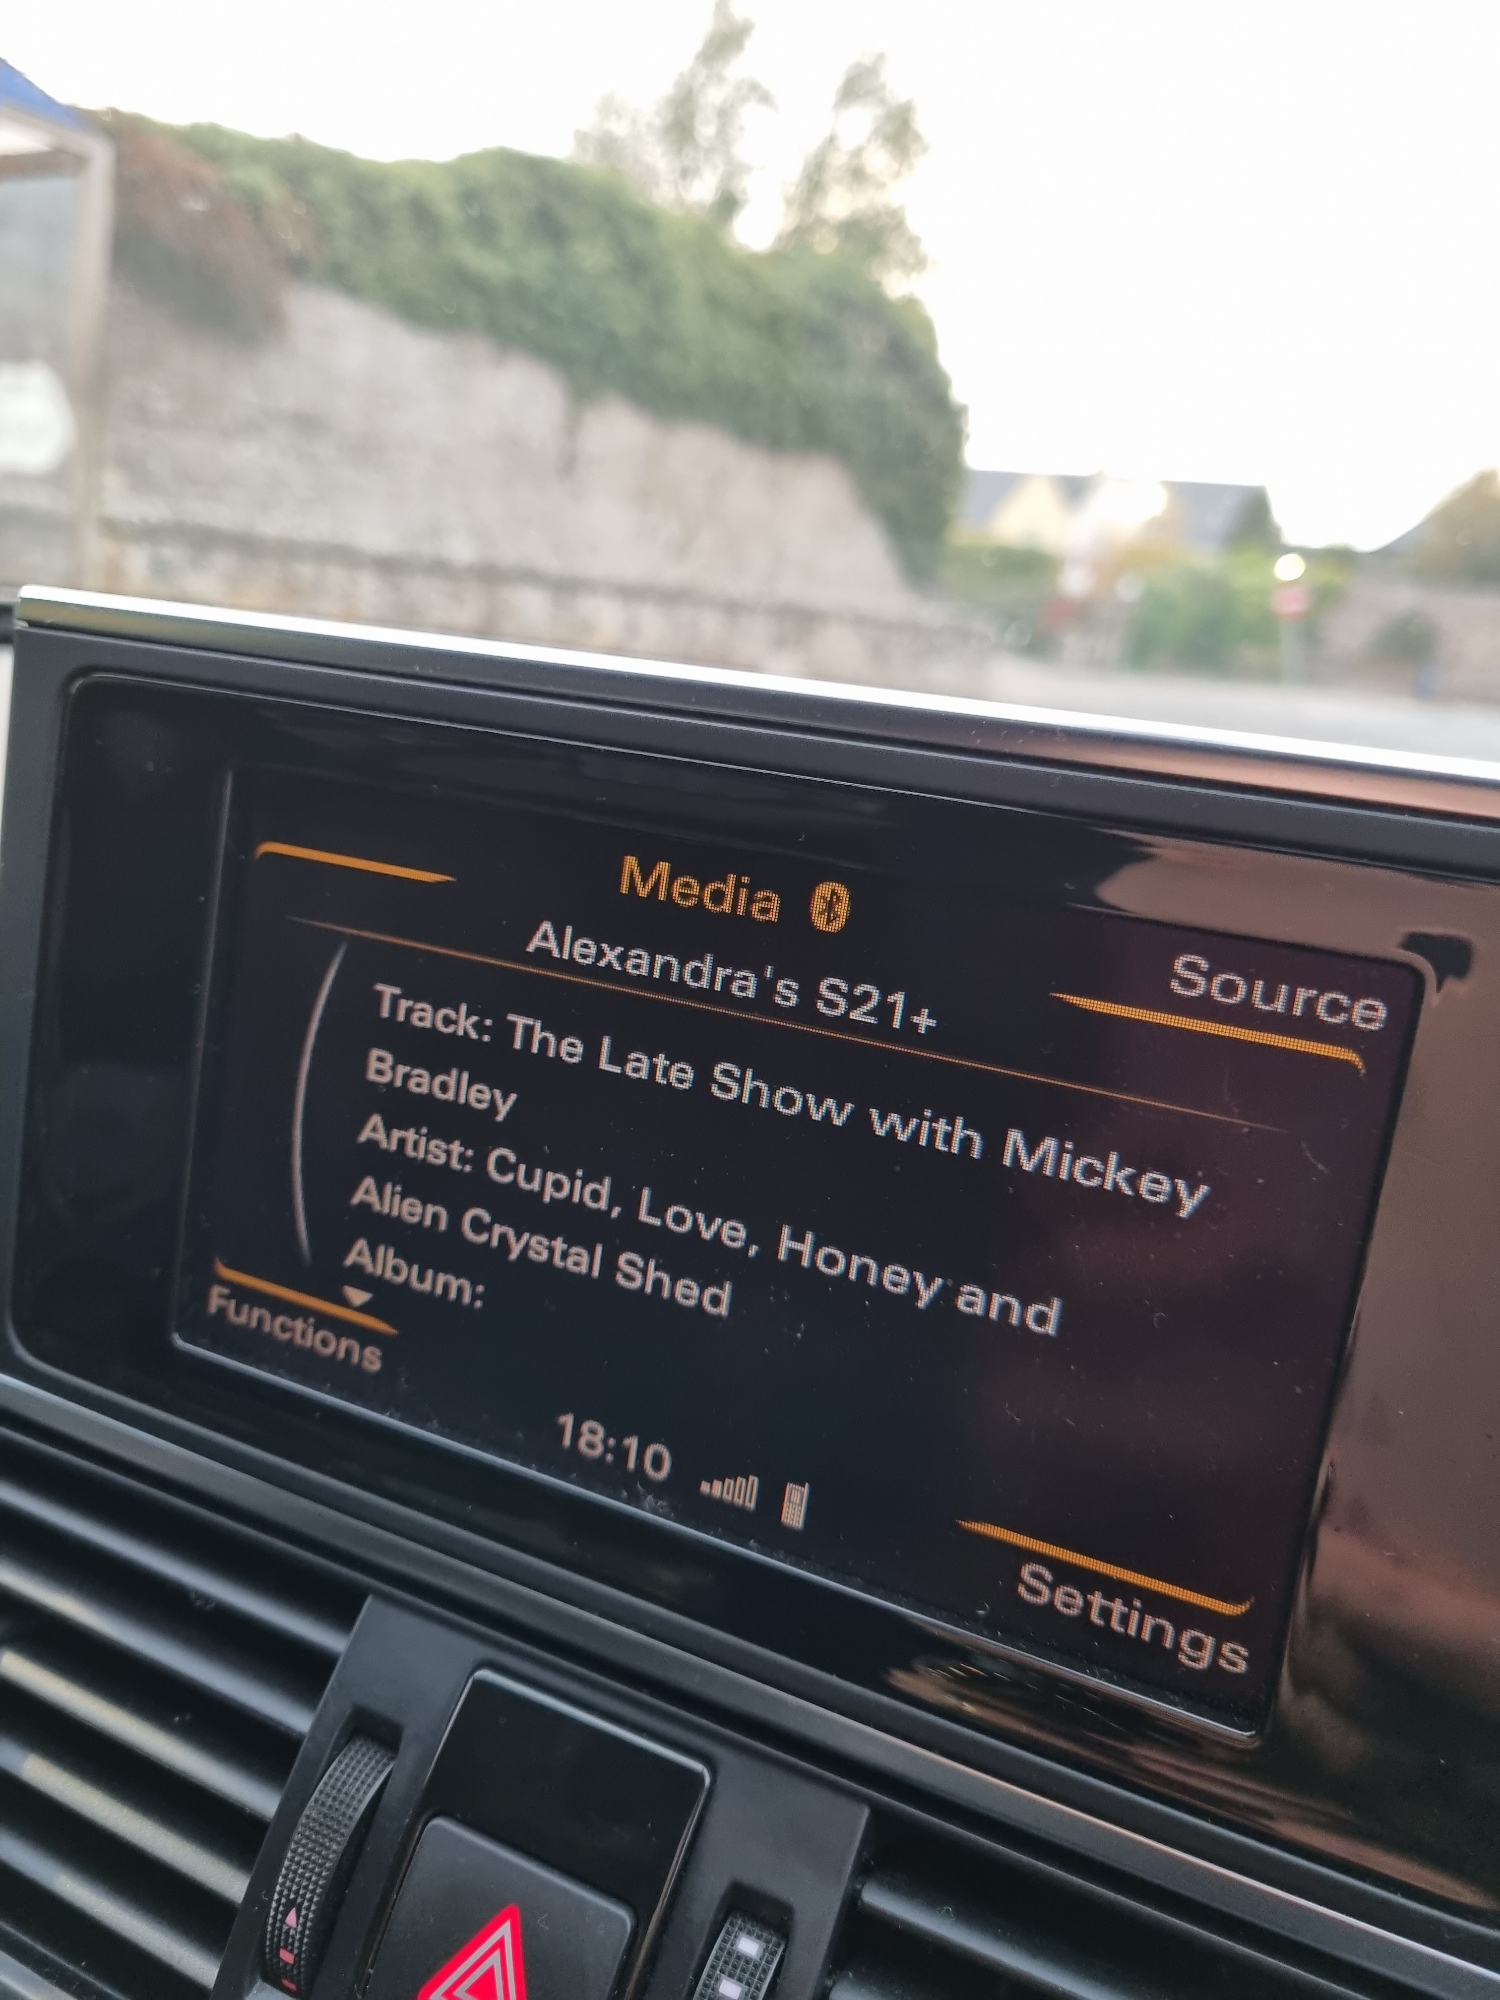 Media
Alexandra's S21+
Source
Track: The Late Show with Mickey
Bradley
Artist: Cupid, Love, Honey and
Alien Crystal Shed
Album:
Functions
18:10
Settings